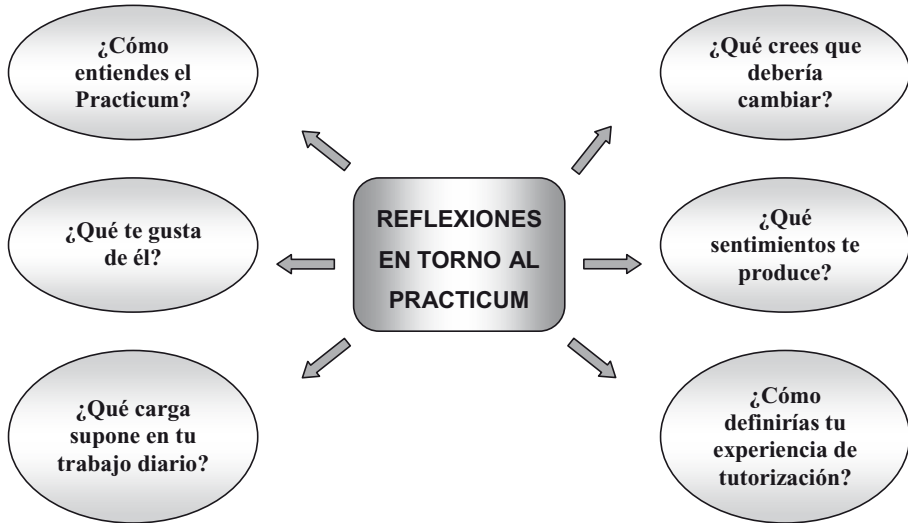 ¿Cómo
entiendes el
Practicum?
¿Qué te gusta
de él?
¿Qué carga
supone en tu
trabajo diario?
REFLEXIONES
EN TORNO AL
PRACTICUM
¿Qué crees que
debería
cambiar?
¿Qué
sentimientos te
produce?
¿Cómo
definirías tu
experiencia de
tutorización?